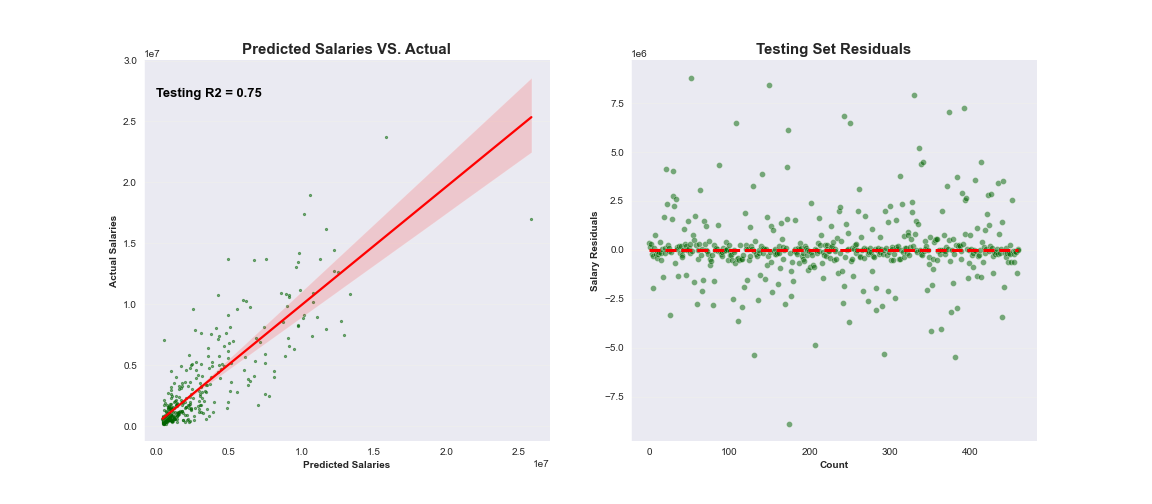 Predicted Salaries VS. Actual
1e7
3.0
Testing R2 = 0.75
2.5
2.0
1.5
1.0
0.5
0.0
Actual Salaries
0.0 0.5 1.0 1.5 2.0 2.5
1e7
Predicted Salaries
Testing Set Residuals
1e6
7.5
5.0
2.5
0.0
−2.5
−5.0
−7.5
Salary Residuals
0 100 200 300 400
Count